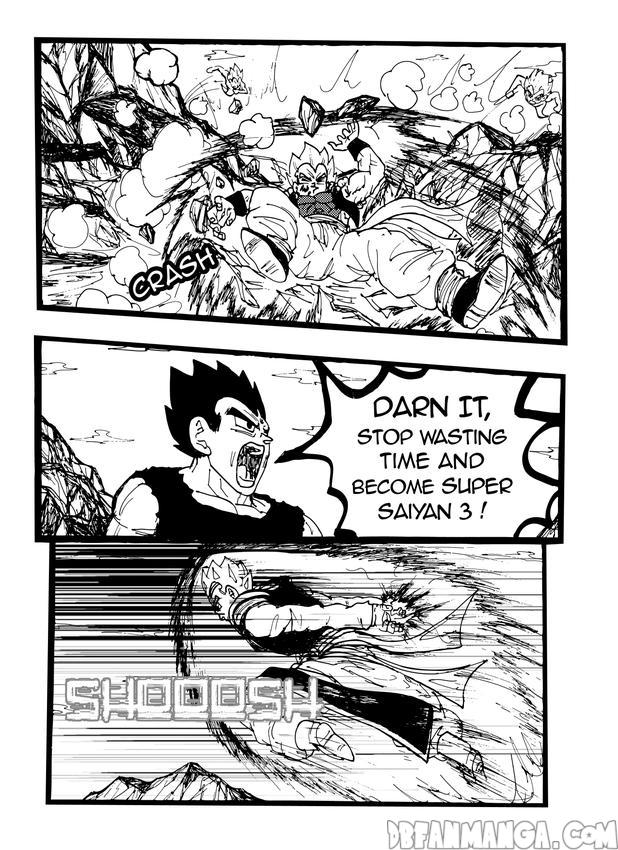 CRASH
DARN IT,
STOP WASTING
TIME AND
BECOME SUPER
SAIYAN 3 !
SHOOOSH
DBFANMANGA.COM